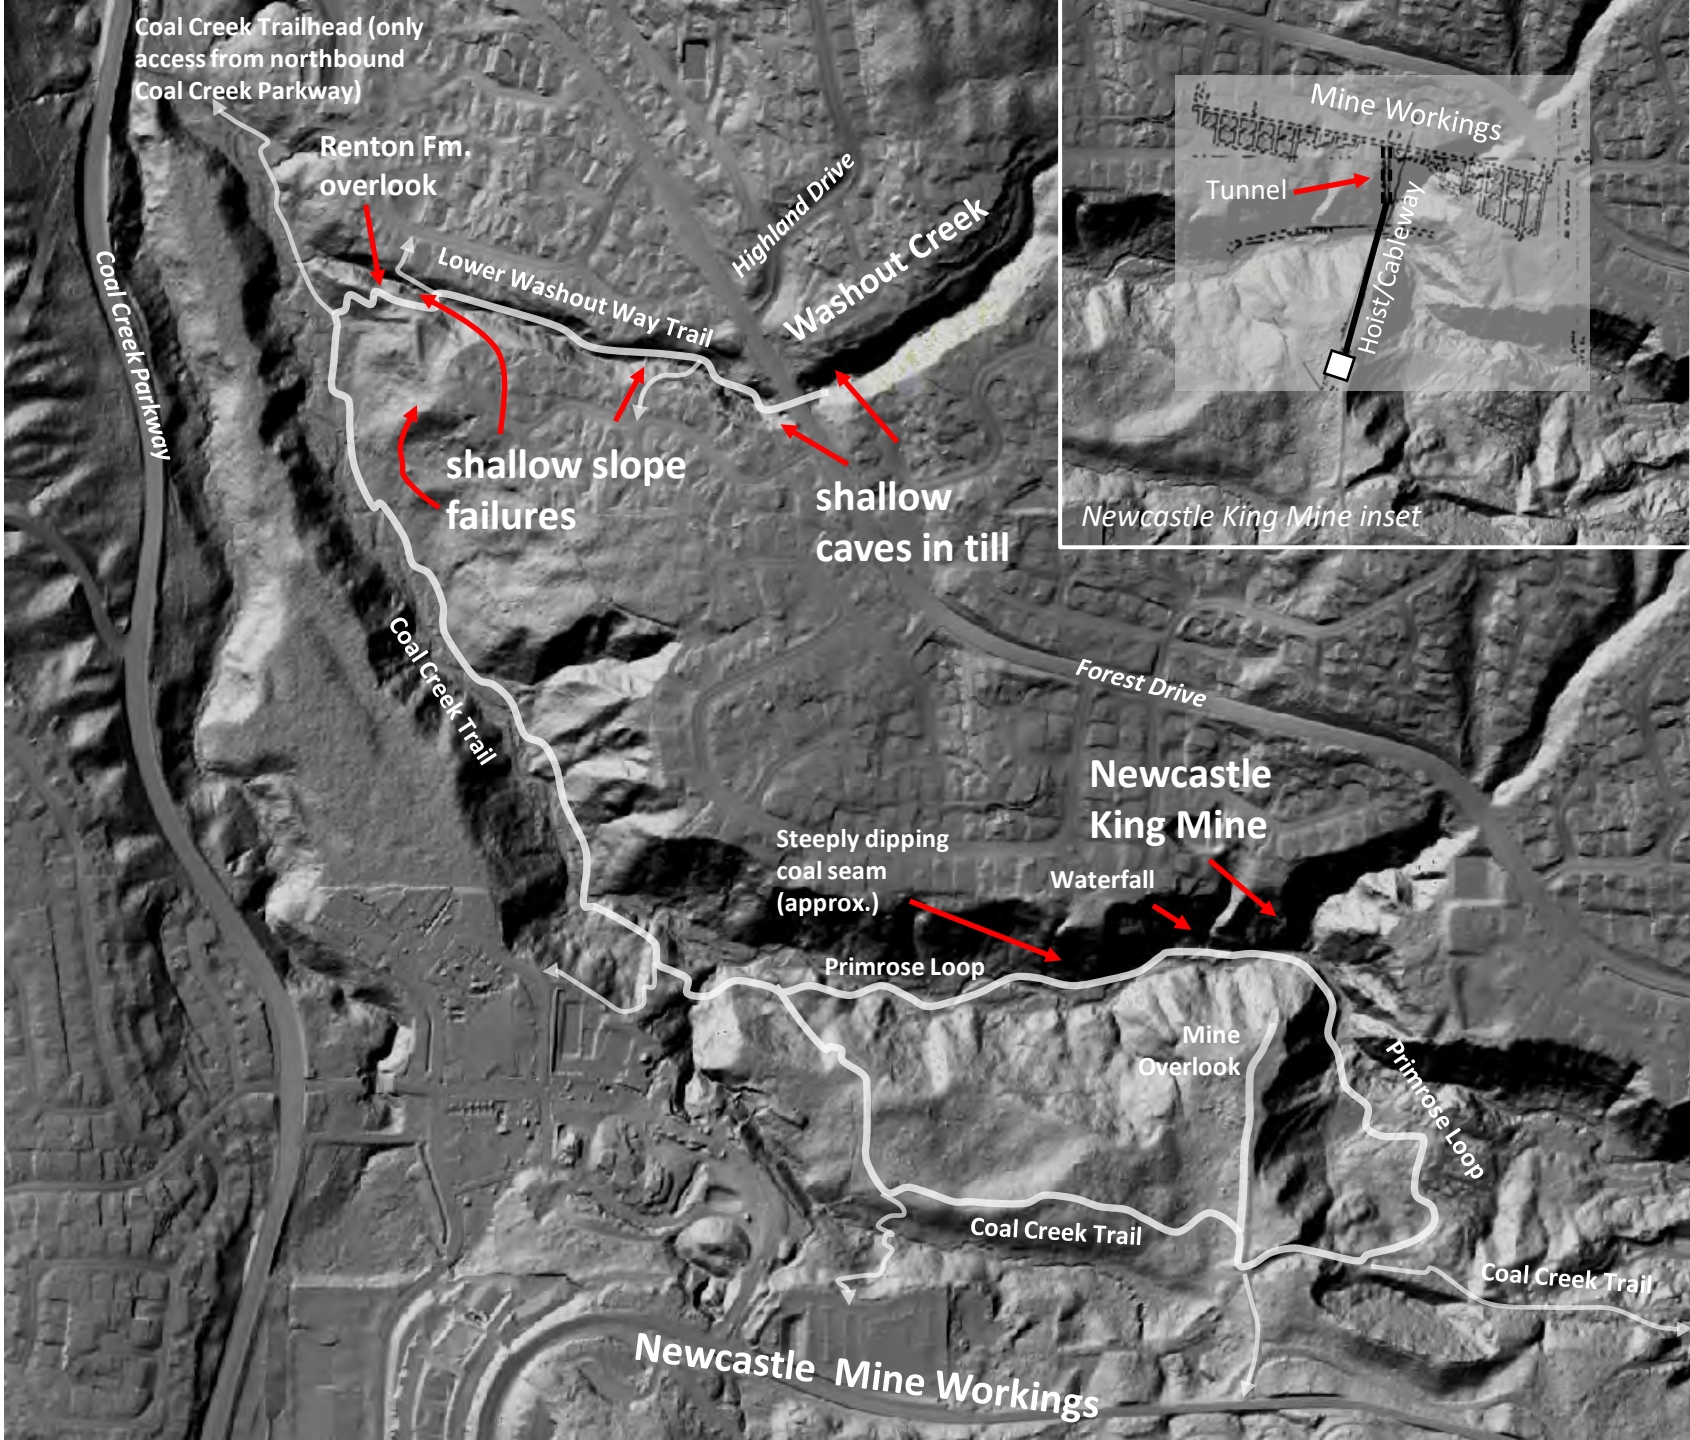 Coal Creek Trailhead (only
access from northbound
Coal Creek Parkway)
Renton Fm.
overlook
Coal Creek Parkway
Lower Washout Way Trail
Highland Drive
Washout Creek
shallow slope
failures
shallow
caves in till
Mine Workings
Tunnel
Hoist/Cableway
Newcastle King Mine inset
Coal Creek Trail
Forest Drive
Newcastle
King Mine
Steeply dipping
coal seam
(approx.)
Waterfall
Primrose Loop
Mine
Overlook
Primrose Loop
Coal Creek Trail
Coal Creek Trail
Newcastle Mine Workings